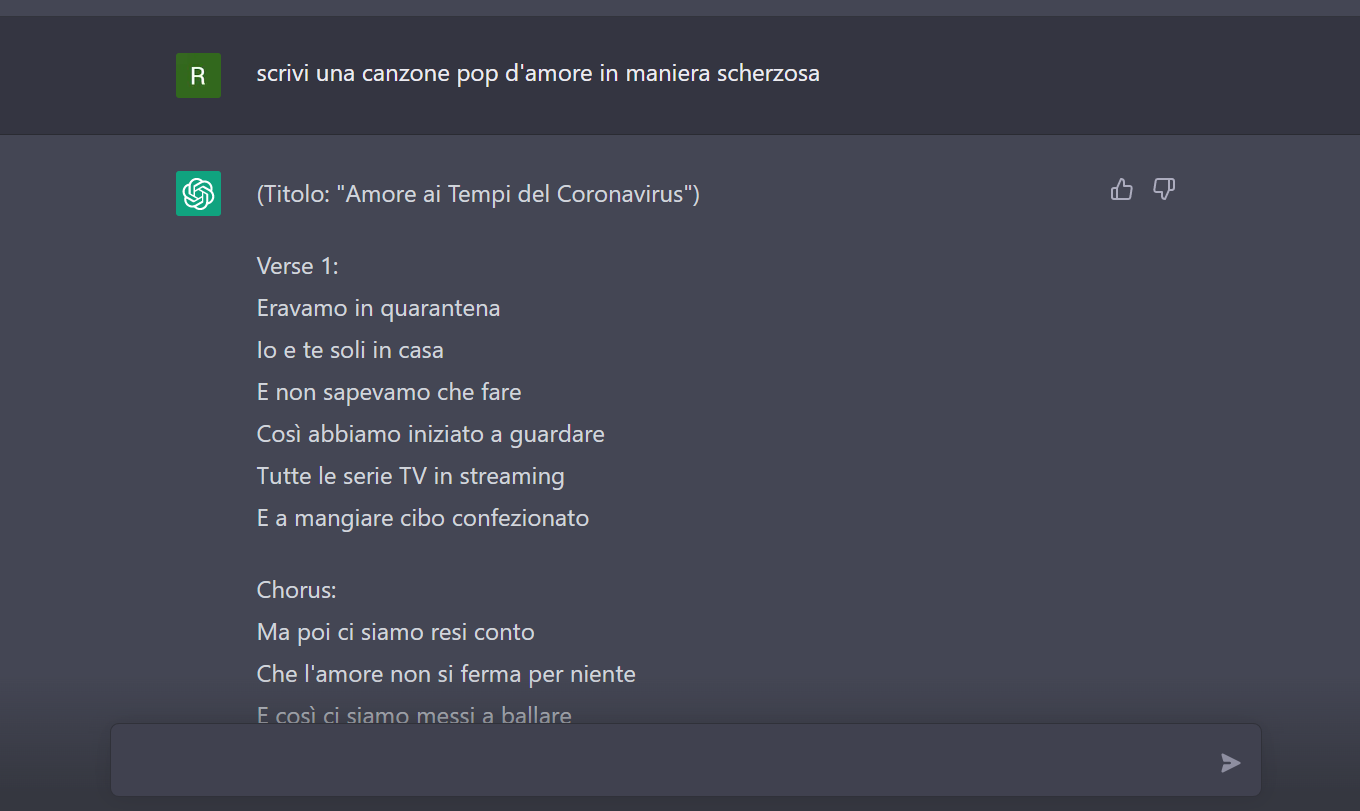 R
scrivi una canzone pop d'amore in maniera scherzosa
(Titolo: "Amore ai Tempi del Coronavirus")
Verse 1:
Eravamo in quarantena
Io e te soli in casa
E non sapevamo che fare
Così abbiamo iniziato a guardare
Tutte le serie TV in streaming
E a mangiare cibo confezionato
Chorus:
Ma poi ci siamo resi conto
Che l'amore non si ferma per niente
E così ci siamo messi a ballare